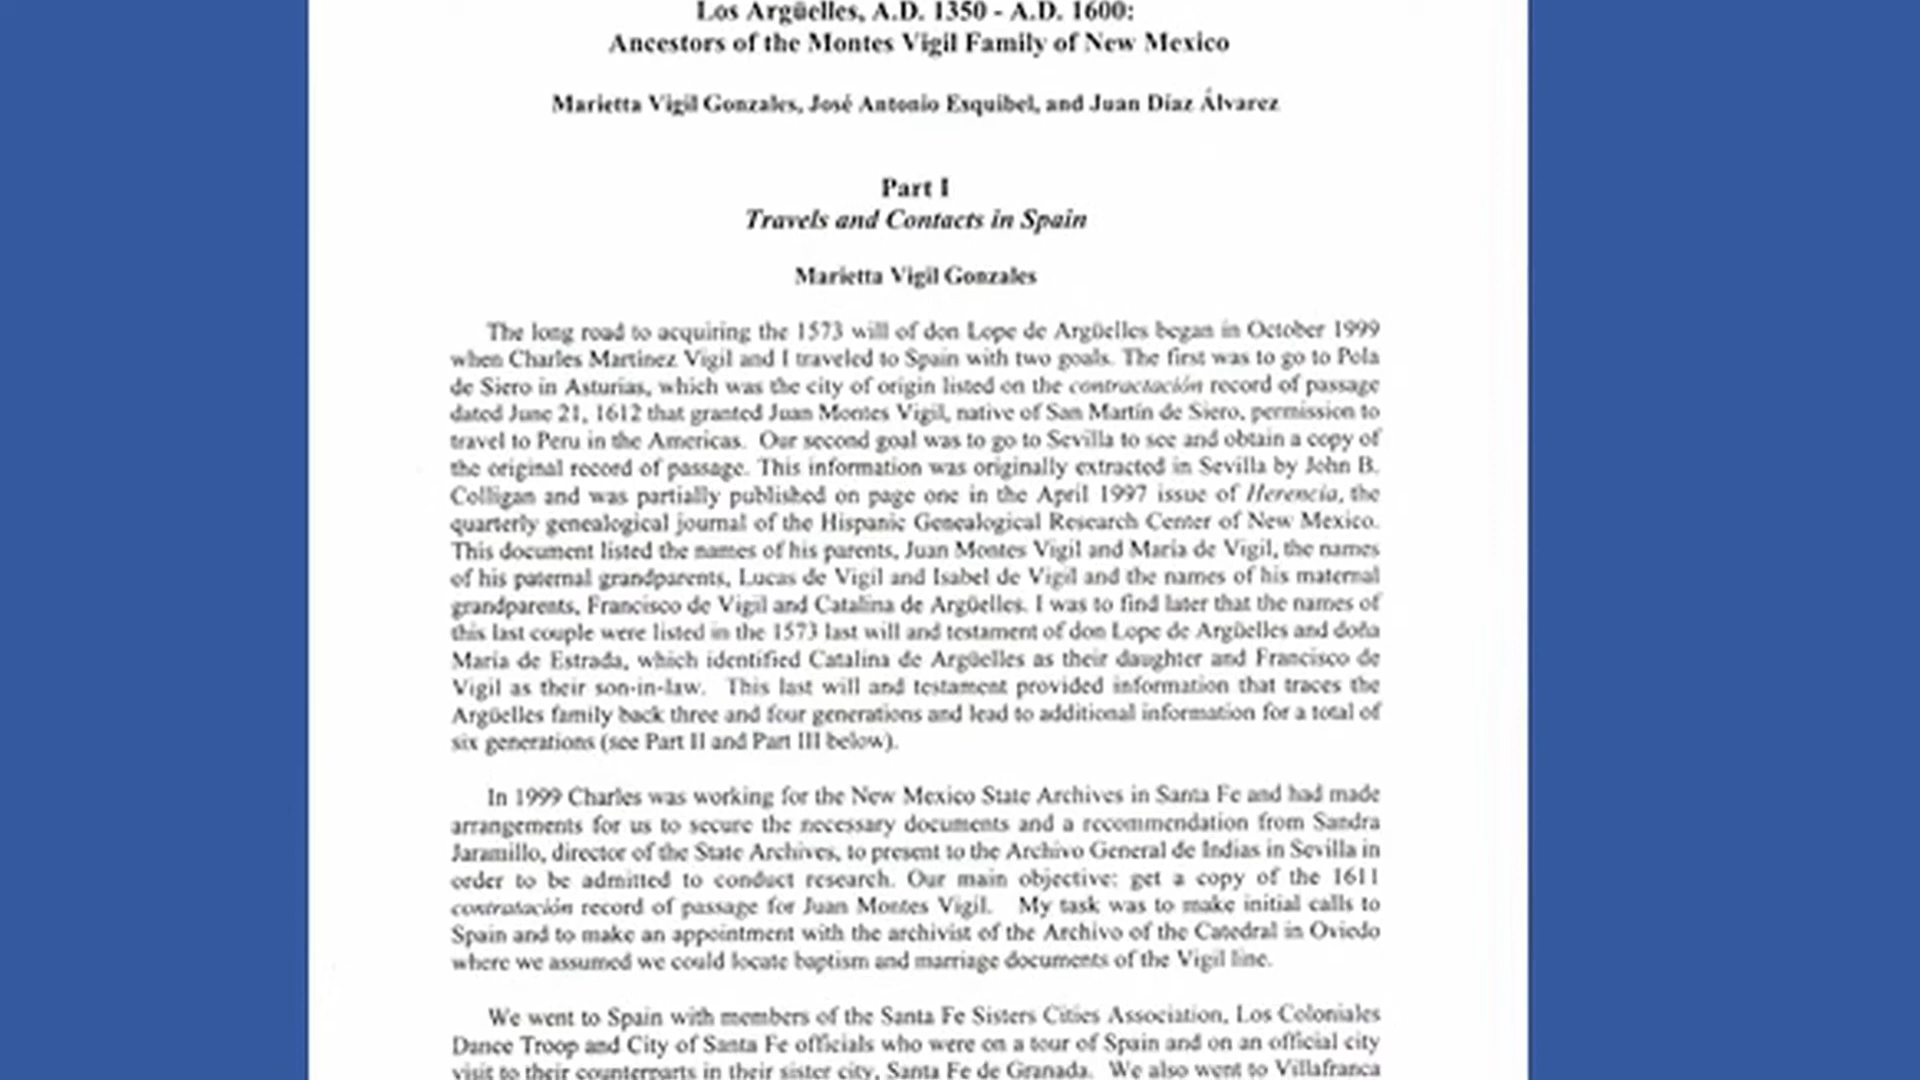 Los Argüelles, A.D. 1350 - A.D. 1600:
Ancestors of the Montes Vigil Family of New Mexico
Marietta Vigil Gonzales, José Antonio Esquibel, and Juan Díaz Álvarez
Part I
Travels and Contacts in Spain
Marietta Vigil Gonzales
The long road to acquiring the 1573 will of don Lope de Argüelles began in October 1999
when Charles Martínez Vigil and I traveled to Spain with two goals. The first was to go to Pola
de Siero in Asturias, which was the city of origin listed on the contractación record of passage
dated June 21, 1612 that granted Juan Montes Vigil, native of San Martín de Siero, permission to
travel to Peru in the Americas. Our second goal was to go to Sevilla to see and obtain a copy of
the original record of passage. This information was originally extracted in Sevilla by John B.
Colligan and was partially published on page one in the April 1997 issue of Herencia, the
quarterly genealogical journal of the Hispanic Genealogical Research Center of New Mexico.
This document listed the names of his parents, Juan Montes Vigil and María de Vigil, the names
of his paternal grandparents, Lucas de Vigil and Isabel de Vigil and the names of his maternal
grandparents, Francisco de Vigil and Catalina de Argüelles. I was to find later that the names of
this last couple were listed in the 1573 last will and testament of don Lope de Argüelles and doña
María de Estrada, which identified Catalina de Argüelles as their daughter and Francisco de
Vigil as their son-in-law. This last will and testament provided information that traces the
Argüelles family back three and four generations and lead to additional information for a total of
six generations (see Part II and Part III below).
In 1999 Charles was working for the New Mexico State Archives in Santa Fe and had made
arrangements for us to secure the necessary documents and a recommendation from Sandra
Jaramillo, director of the State Archives, to present to the Archivo General de Indias in Sevilla in
order to be admitted to conduct research. Our main objective: get a copy of the 1611
contratación record of passage for Juan Montes Vigil. My task was to make initial calls to
Spain and to make an appointment with the archivist of the Archivo of the Catedral in Oviedo
where we assumed we could locate baptism and marriage documents of the Vigil line.
We went to Spain with members of the Santa Fe Sisters Cities Association, Los Coloniales
Dance Troop and City of Santa Fe officials who were on a tour of Spain and on an official city
visit to their counterparts in their sister city, Santa Fe de Granada. We also went to Villafranca